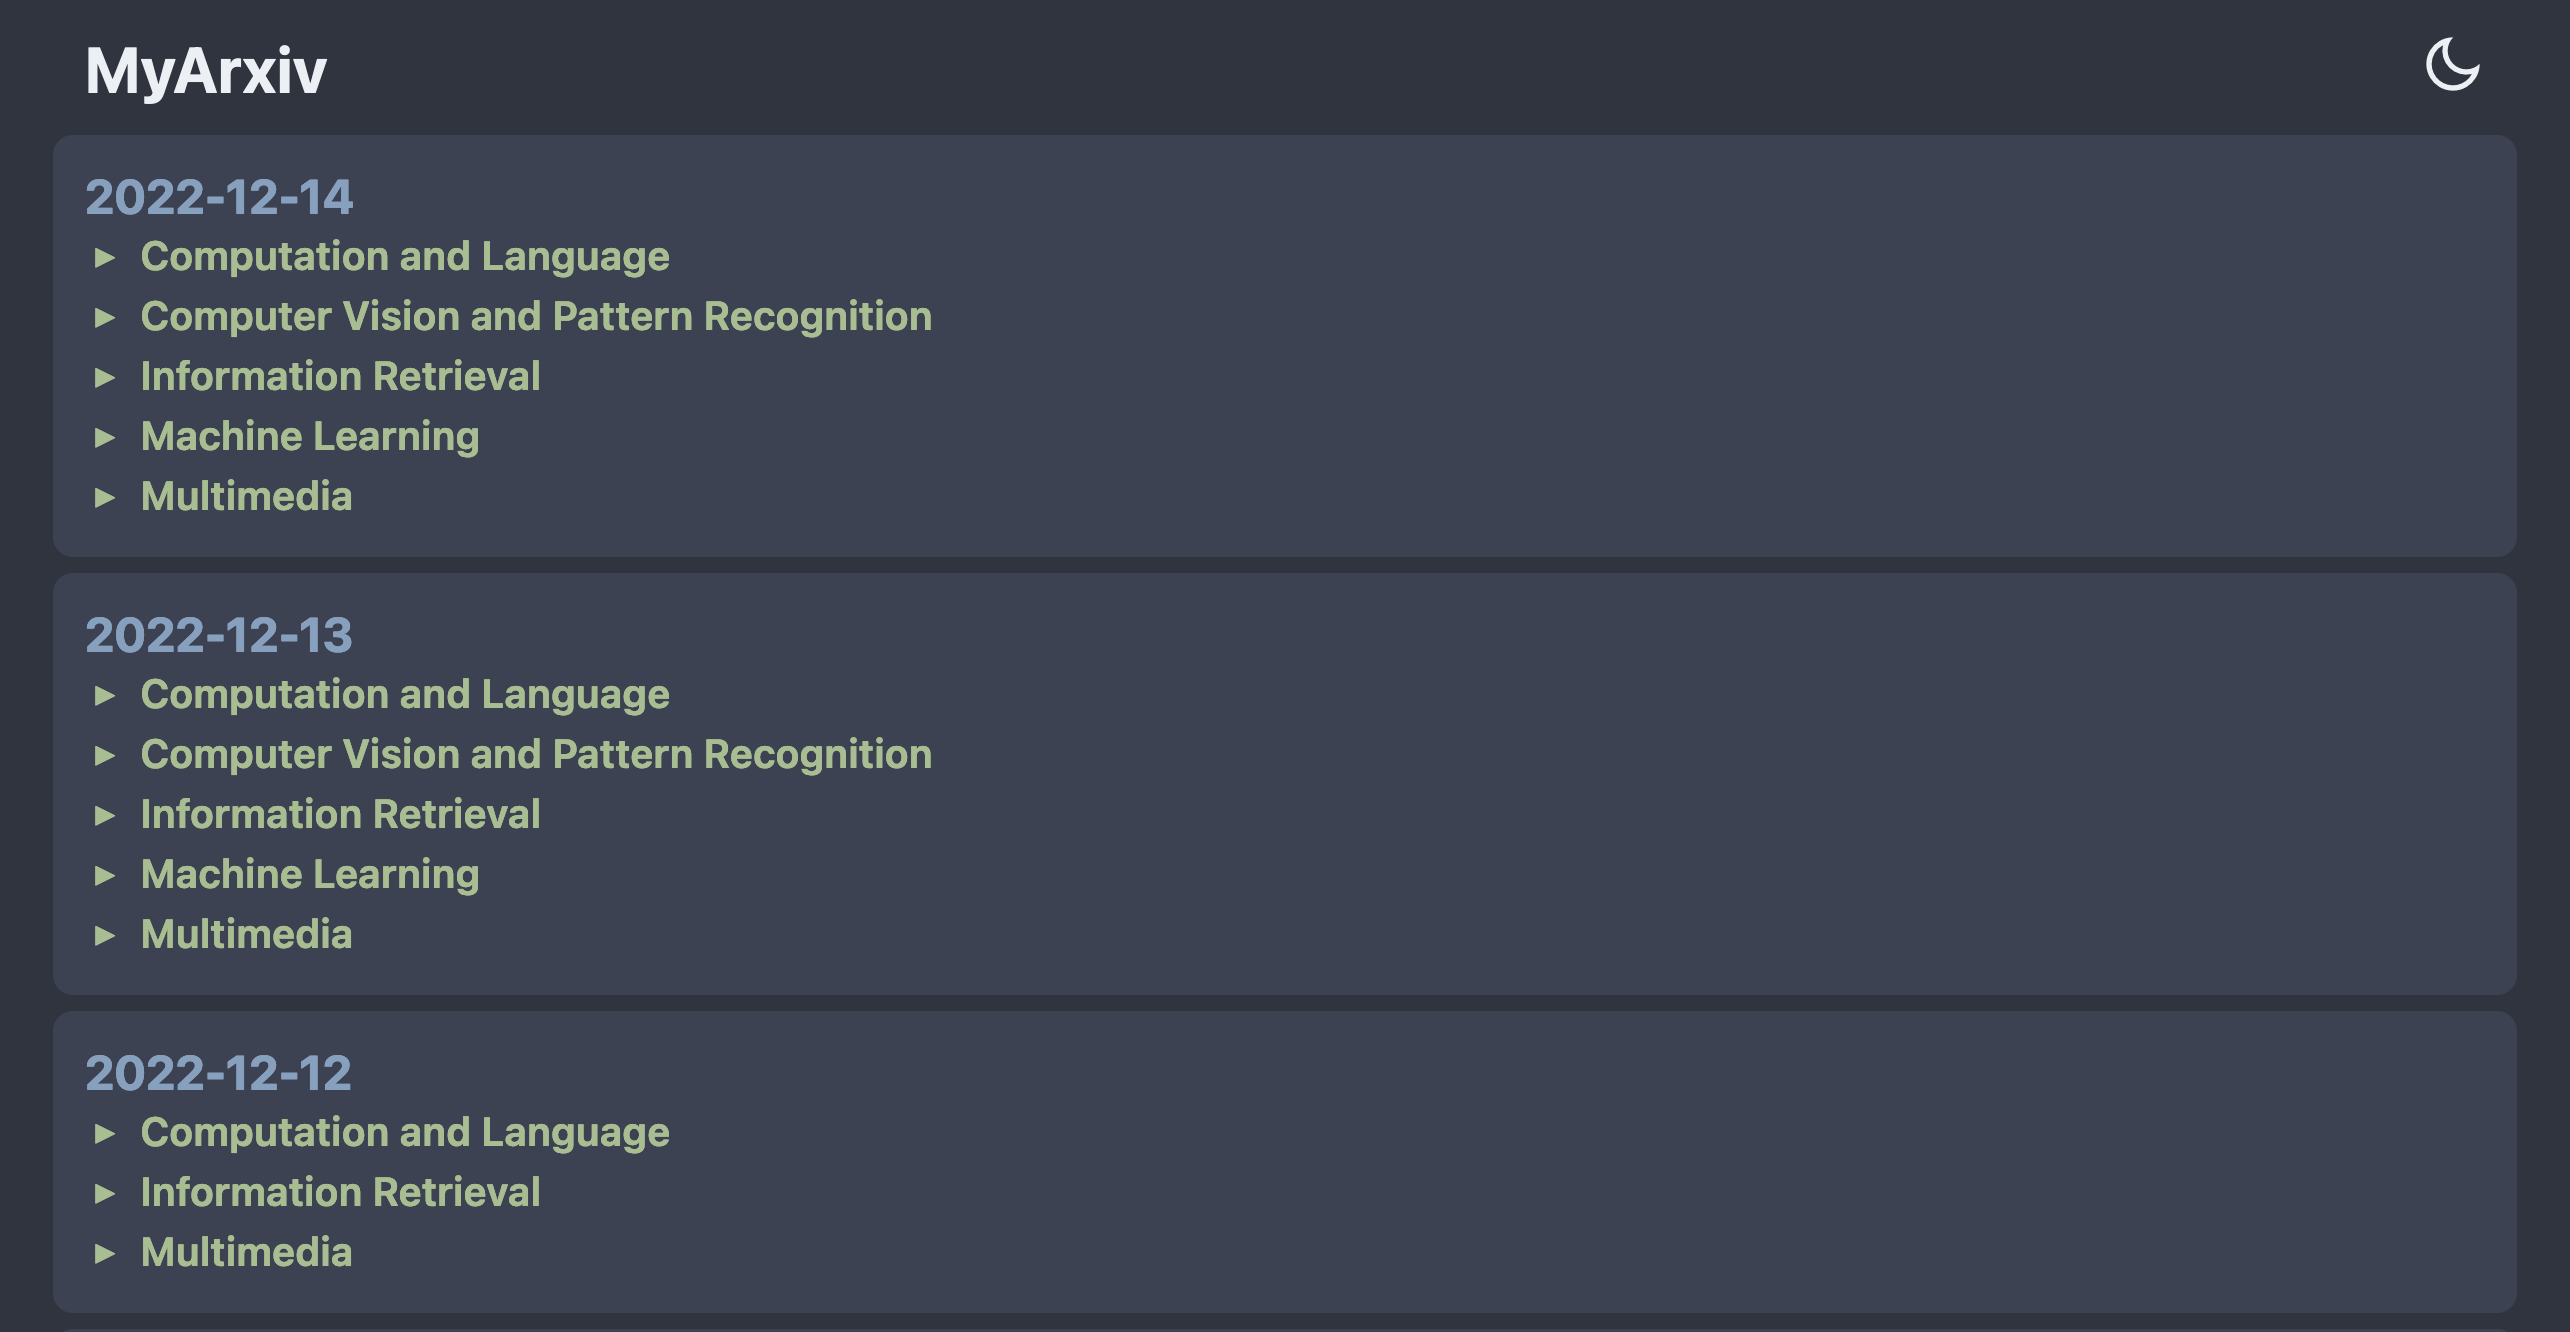 MyArxiv
2022-12-14
Computation and Language
Computer Vision and Pattern Recognition
Information Retrieval
Machine Learning
Multimedia
2022-12-13
Computation and Language
Computer Vision and Pattern Recognition
Information Retrieval
Machine Learning
Multimedia
2022-12-12
Computation and Language
Information Retrieval
Multimedia